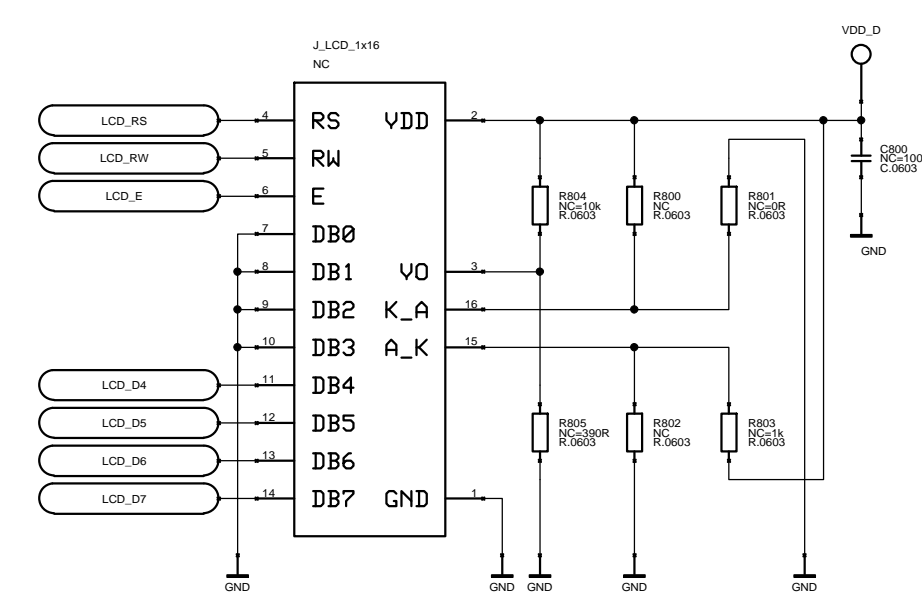 VDD_D
J_LCD_1x16
NC
LCD_RS 4 RS VDD 2
LCD_RW 5 RW
C800
NC=100
C.0603
LCD_E 6 E
R804
NC=10k
R.0603
R800
NC
R.0603
R801
NC=0R
R.0603
7 DB0
GND
8 DB1 VO 3
9 DB2 K_A 16
10 DB3 A_K 15
LCD_D4 11 DB4
LCD_D5 12 DB5
R805
NC=390R
R.0603
R802
NC
R.0603
R803
NC=1k
R.0603
LCD_D6 13 DB6
LCD_D7 14 DB7 GND 1
GND GND GND GND GND